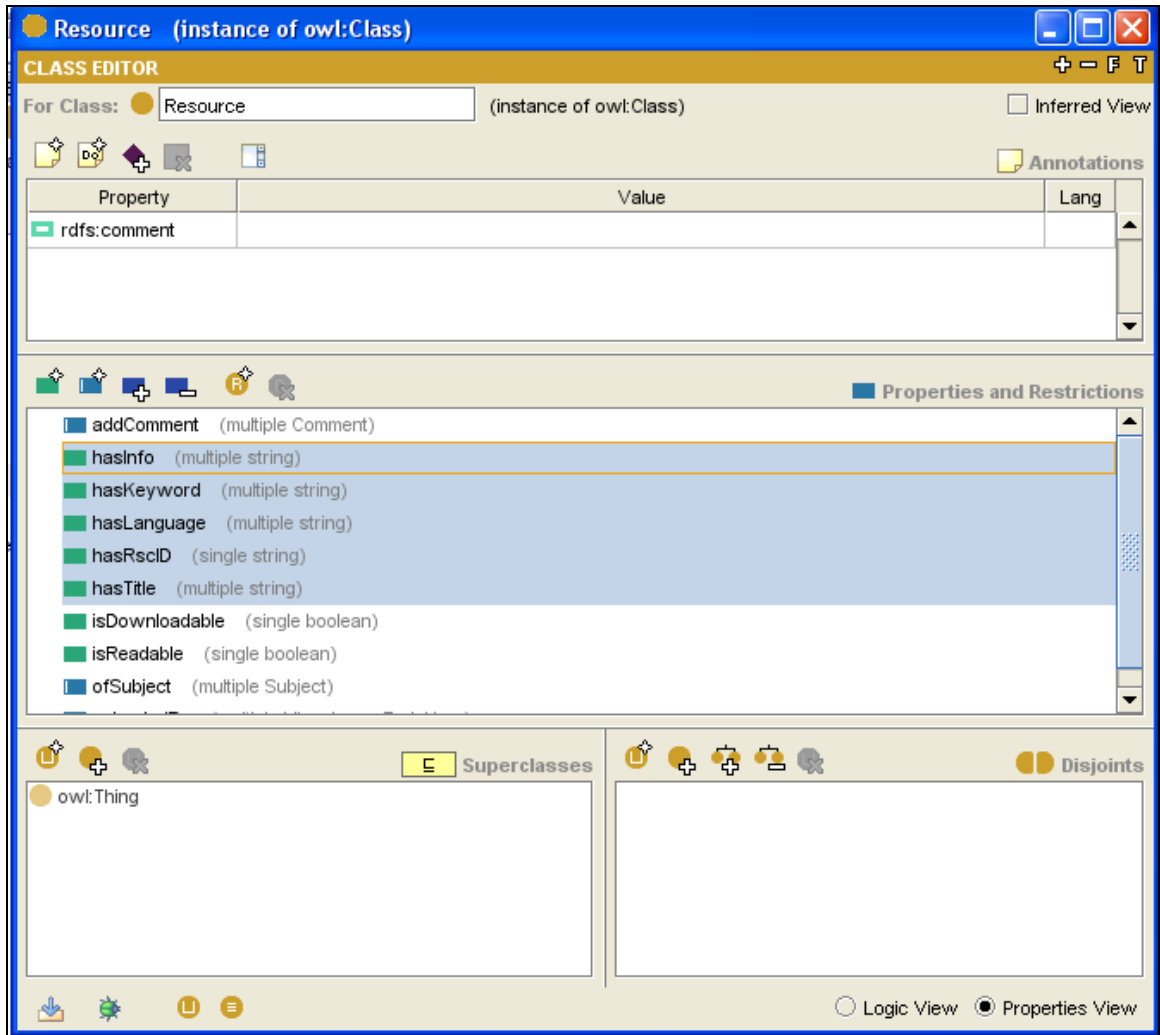 Resource (instance of owl:Class)
CLASS EDITOR
F T
For Class: Resource (instance of owl:Class) Inferred View
Annotations
Property Value Lang
rdfs:comment
R Properties and Restrictions
addComment (multiple Comment)
hasInfo (multiple string)
hasKeyword (multiple string)
hasLanguage (multiple string)
hasRscID (single string)
hasTitle (multiple string)
isDownloadable (single boolean)
isReadable (single boolean)
ofSubject (multiple Subject)
⊑ Superclasses
Disjoints
owl:Thing
Logic View Properties View